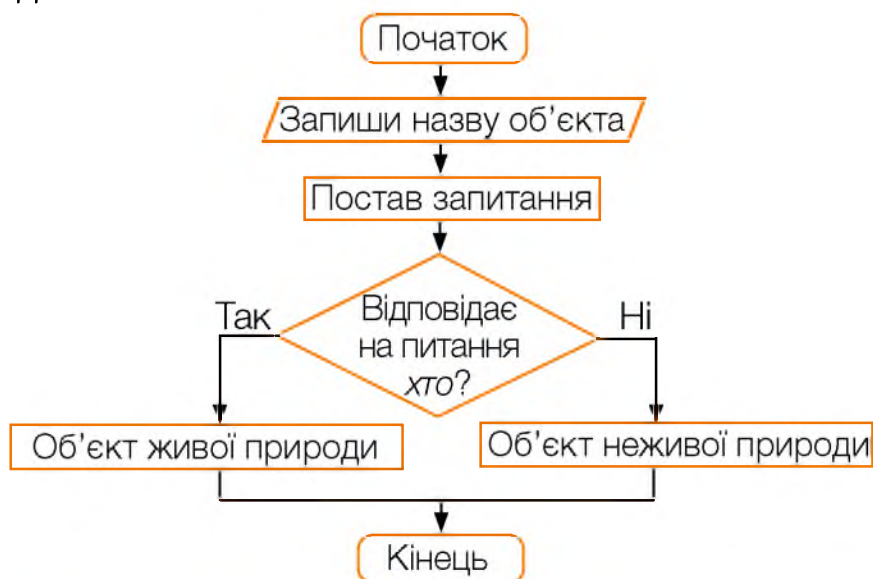 Початок
Запиши назву об’єкта
Постав запитання
Так
Відповідає
на питання
хто?
Ні
Об’єкт живої природи
Об’єкт неживої природи
Кінець